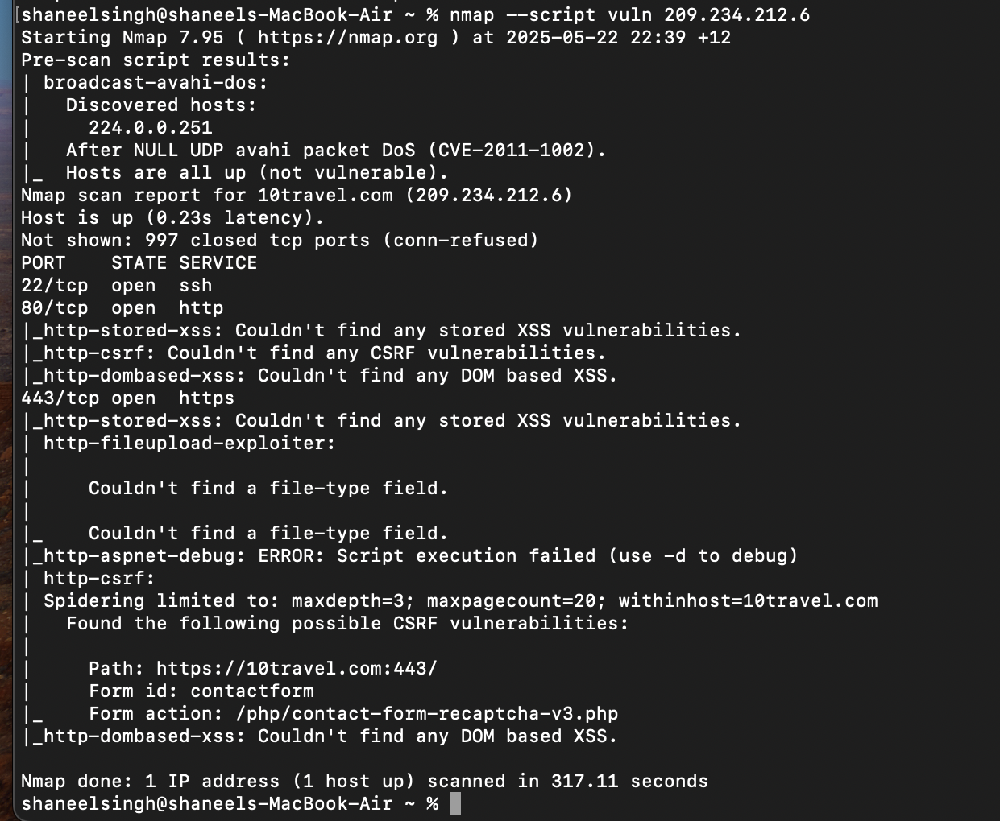 [shaneelsingh@shaneels-MacBook-Air ~ % nmap --script vuln 209.234.212.6
Starting Nmap 7.95 ( https://nmap.org ) at 2025-05-22 22:39 +12
Pre-scan script results:
| broadcast-avahi-dos:
|   Discovered hosts:
|     224.0.0.251
|   After NULL UDP avahi packet DoS (CVE-2011-1002).
|_  Hosts are all up (not vulnerable).
Nmap scan report for 10travel.com (209.234.212.6)
Host is up (0.23s latency).
Not shown: 997 closed tcp ports (conn-refused)
PORT    STATE SERVICE
22/tcp  open  ssh
80/tcp  open  http
|_http-stored-xss: Couldn't find any stored XSS vulnerabilities.
|_http-csrf: Couldn't find any CSRF vulnerabilities.
|_http-dombased-xss: Couldn't find any DOM based XSS.
443/tcp open  https
|_http-stored-xss: Couldn't find any stored XSS vulnerabilities.
| http-fileupload-exploiter:
|
|     Couldn't find a file-type field.
|
|_    Couldn't find a file-type field.
|_http-aspnet-debug: ERROR: Script execution failed (use -d to debug)
| http-csrf:
| Spidering limited to: maxdepth=3; maxpagecount=20; withinhost=10travel.com
|   Found the following possible CSRF vulnerabilities:
|
|     Path: https://10travel.com:443/
|     Form id: contactform
|_    Form action: /php/contact-form-recaptcha-v3.php
|_http-dombased-xss: Couldn't find any DOM based XSS.

Nmap done: 1 IP address (1 host up) scanned in 317.11 seconds
shaneelsingh@shaneels-MacBook-Air ~ %